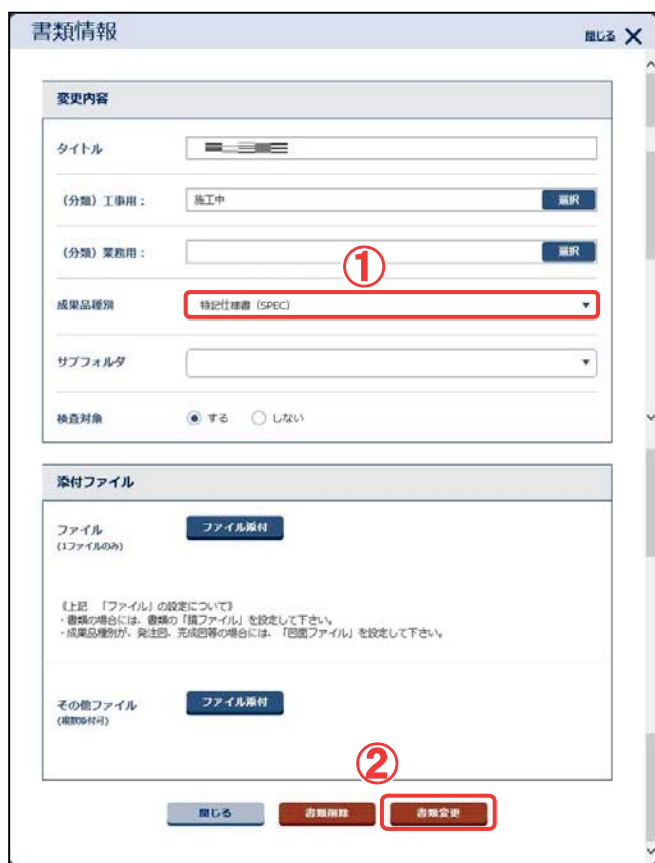 書類情報
閉じる
変更内容
タイトル
(分類) 工事用:
施工中
選択
(分類) 業務用:
選択
①
成果品種別
特記仕様書 (SPEC)
サブフォルダ
検査対象
する
しない
添付ファイル
ファイル
(1ファイルのみ)
ファイル添付
《上記 「ファイル」の設定について》
・書類の場合には、書類の「鏡ファイル」を設定して下さい。
・成果品種別が、発注図、完成図等の場合には、「図面ファイル」を設定して下さい。
その他ファイル
(複数添付可)
ファイル添付
②
閉じる
書類削除
書類変更